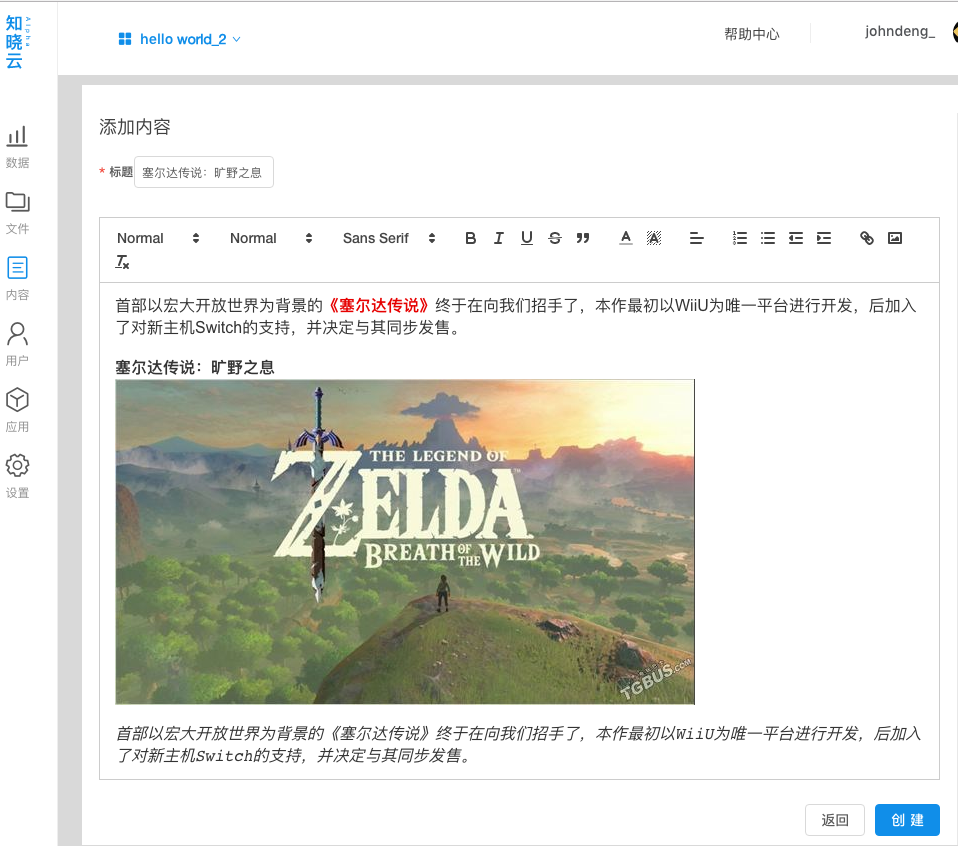 知晓云
Alpha
hello world_2
帮助中心
johndeng_
数据
文件
内容
用户
应用
设置
添加内容
* 标题
塞尔达传说：旷野之息
Normal
Normal
Sans Serif
首部以宏大开放世界为背景的《塞尔达传说》终于在向我们招手了，本作最初以WiiU为唯一平台进行开发，后加入
了对新主机Switch的支持，并决定与其同步发售。
塞尔达传说：旷野之息
THE LEGEND OF
ZELDA
BREATH OF THE WILD
TGBUS.COM
首部以宏大开放世界为背景的《塞尔达传说》终于在向我们招手了，本作最初以WiiU为唯一平台进行开发，后加入
了对新主机Switch的支持，并决定与其同步发售。
返回
创 建